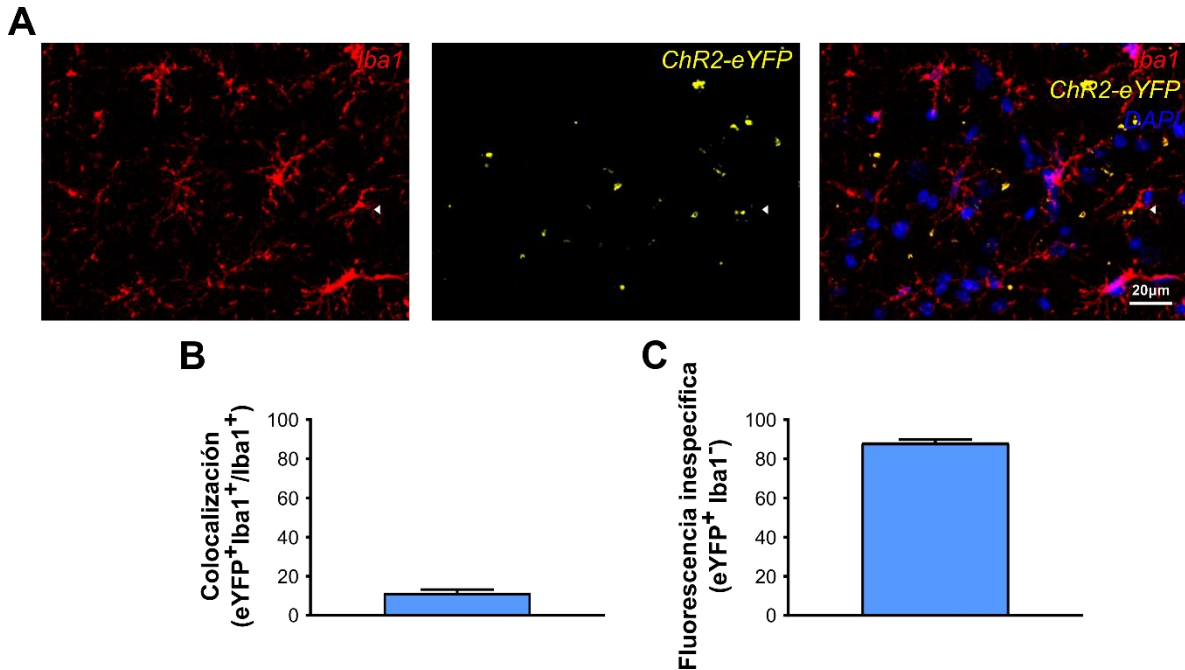 A
Iba1
ChR2-eYFP
Iba1
ChR2-eYFP
DAPI
20µm
B
Colocalización
(eYFP⁺Iba1⁺/Iba1⁺)
100
80
60
40
20
0
C
Fluorescencia inespecífica
(eYFP⁺ Iba1⁻)
100
80
60
40
20
0